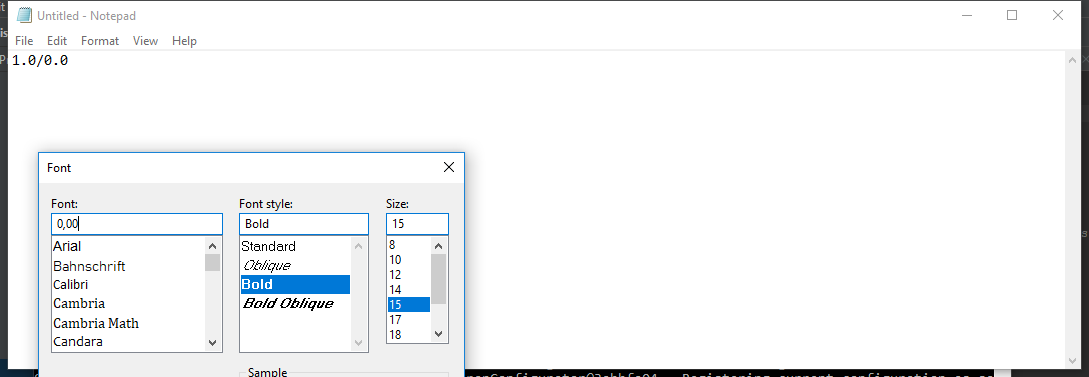 Untitled - Notepad
File Edit Format View Help
1.0/0.0
Font
Font: Font style: Size:
0,00 Bold 15
Arial Standard 8
Bahnschrift Oblique 10
Calibri Bold 12
Cambria Bold Oblique 14
Cambria Math 15
Candara 17
18
Sample